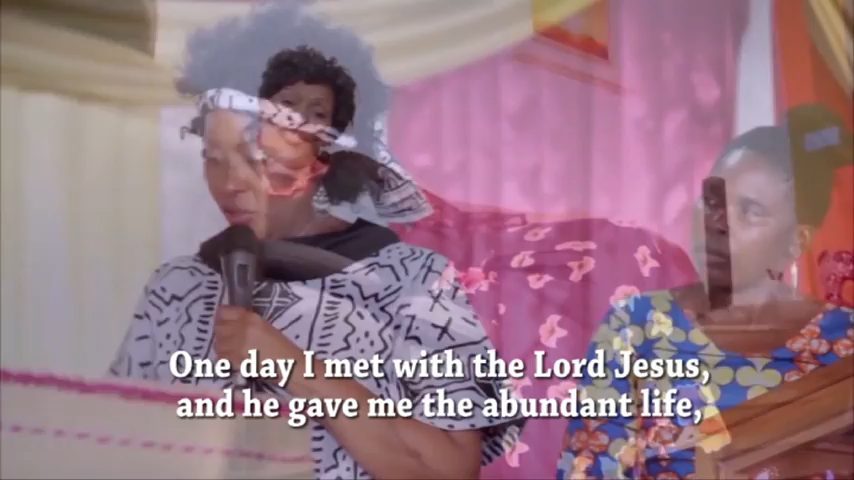 One day I met with the Lord Jesus,
and he gave me the abundant life,